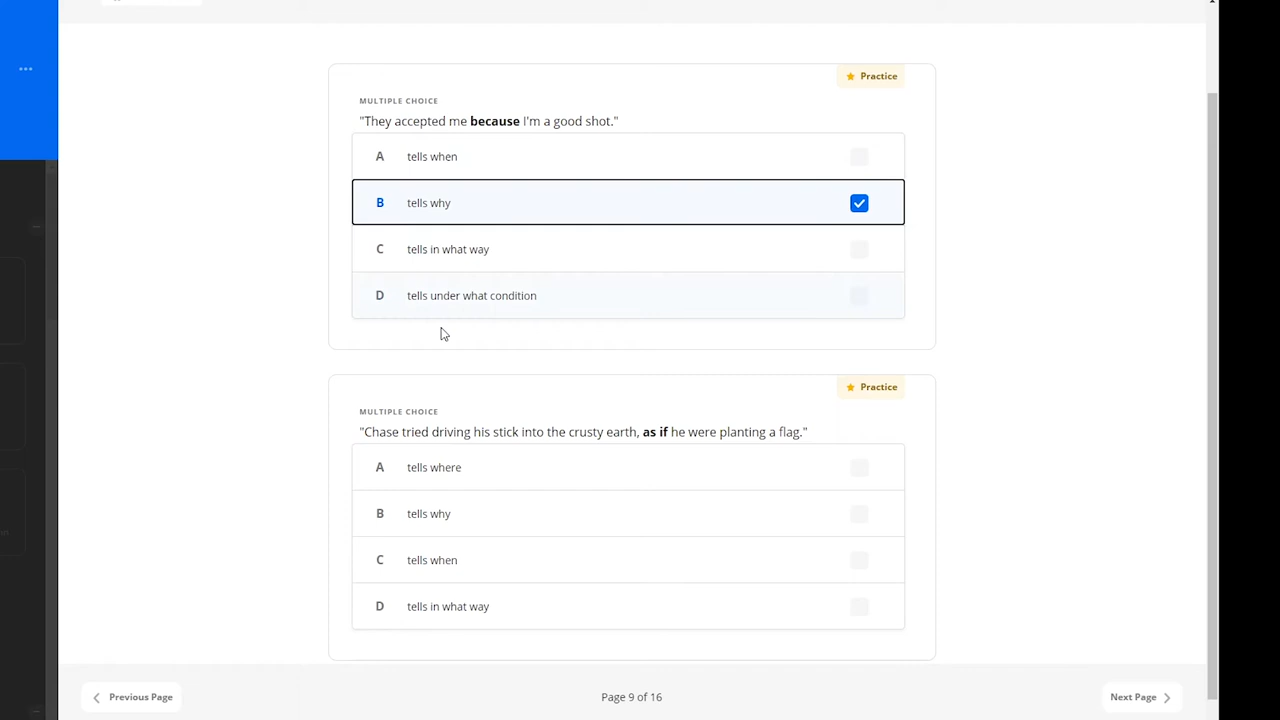 Practice
MULTIPLE CHOICE
"They accepted me because I'm a good shot."
A tells when
B tells why
C tells in what way
D tells under what condition
Practice
MULTIPLE CHOICE
"Chase tried driving his stick into the crusty earth, as if he were planting a flag."
A tells where
B tells why
C tells when
D tells in what way
Previous Page
Page 9 of 16
Next Page